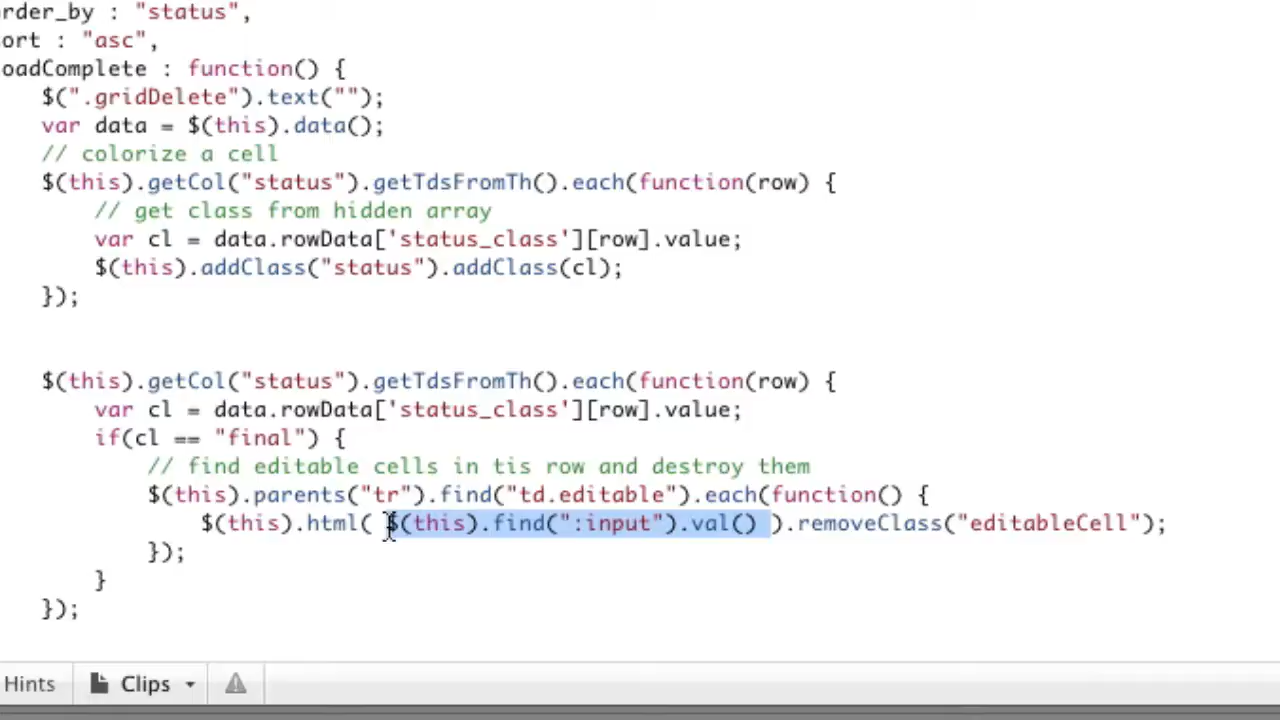 rder_by : "status",
ort : "asc",
oadComplete : function() {
$(".gridDelete").text("");
var data = $(this).data();
// colorize a cell
$(this).getCol("status").getTdsFromTh().each(function(row) {
// get class from hidden array
var cl = data.rowData['status_class'][row].value;
$(this).addClass("status").addClass(cl);
});
$(this).getCol("status").getTdsFromTh().each(function(row) {
var cl = data.rowData['status_class'][row].value;
if(cl == "final") {
// find editable cells in tis row and destroy them
$(this).parents("tr").find("td.editable").each(function() {
$(this).html( $(this).find(":input").val() ).removeClass("editableCell");
});
}
});
Hints
Clips